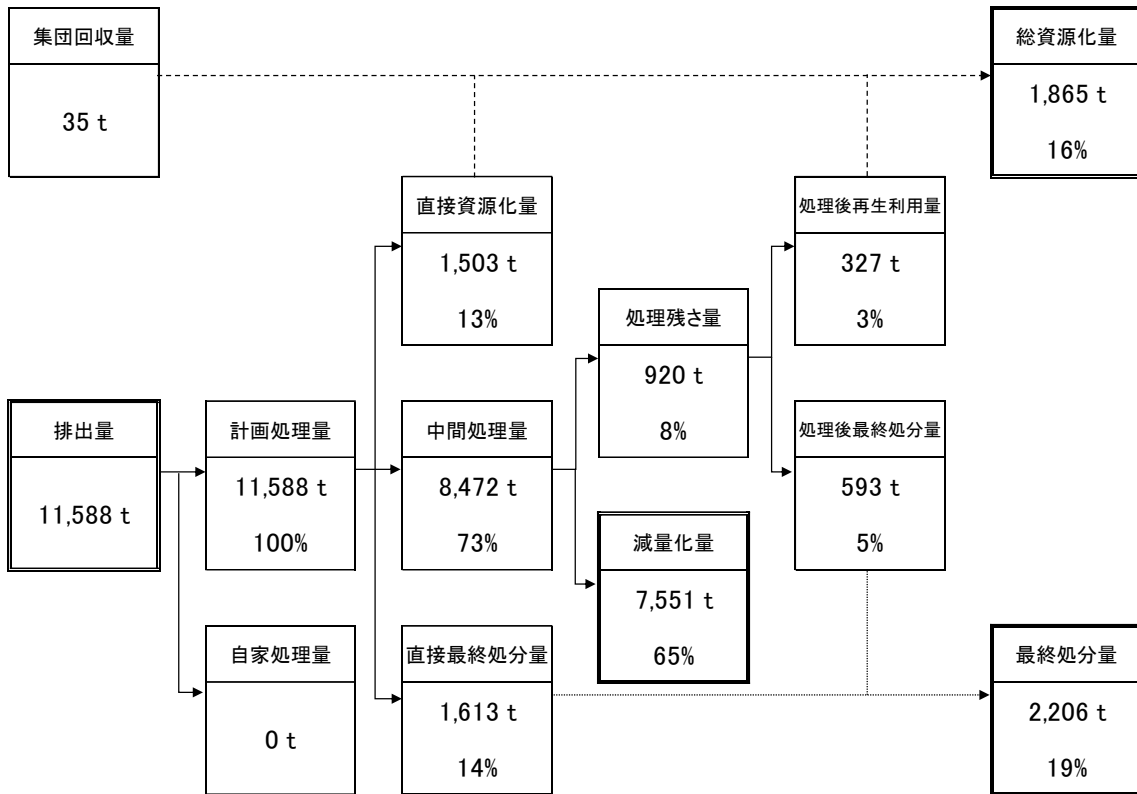 集団回収量
35 t
総資源化量
1,865 t
16%
直接資源化量
1,503 t
13%
処理後再生利用量
327 t
3%
処理残さ量
920 t
8%
排出量
11,588 t
計画処理量
11,588 t
100%
中間処理量
8,472 t
73%
処理後最終処分量
593 t
5%
減量化量
7,551 t
65%
自家処理量
0 t
直接最終処分量
1,613 t
14%
最終処分量
2,206 t
19%